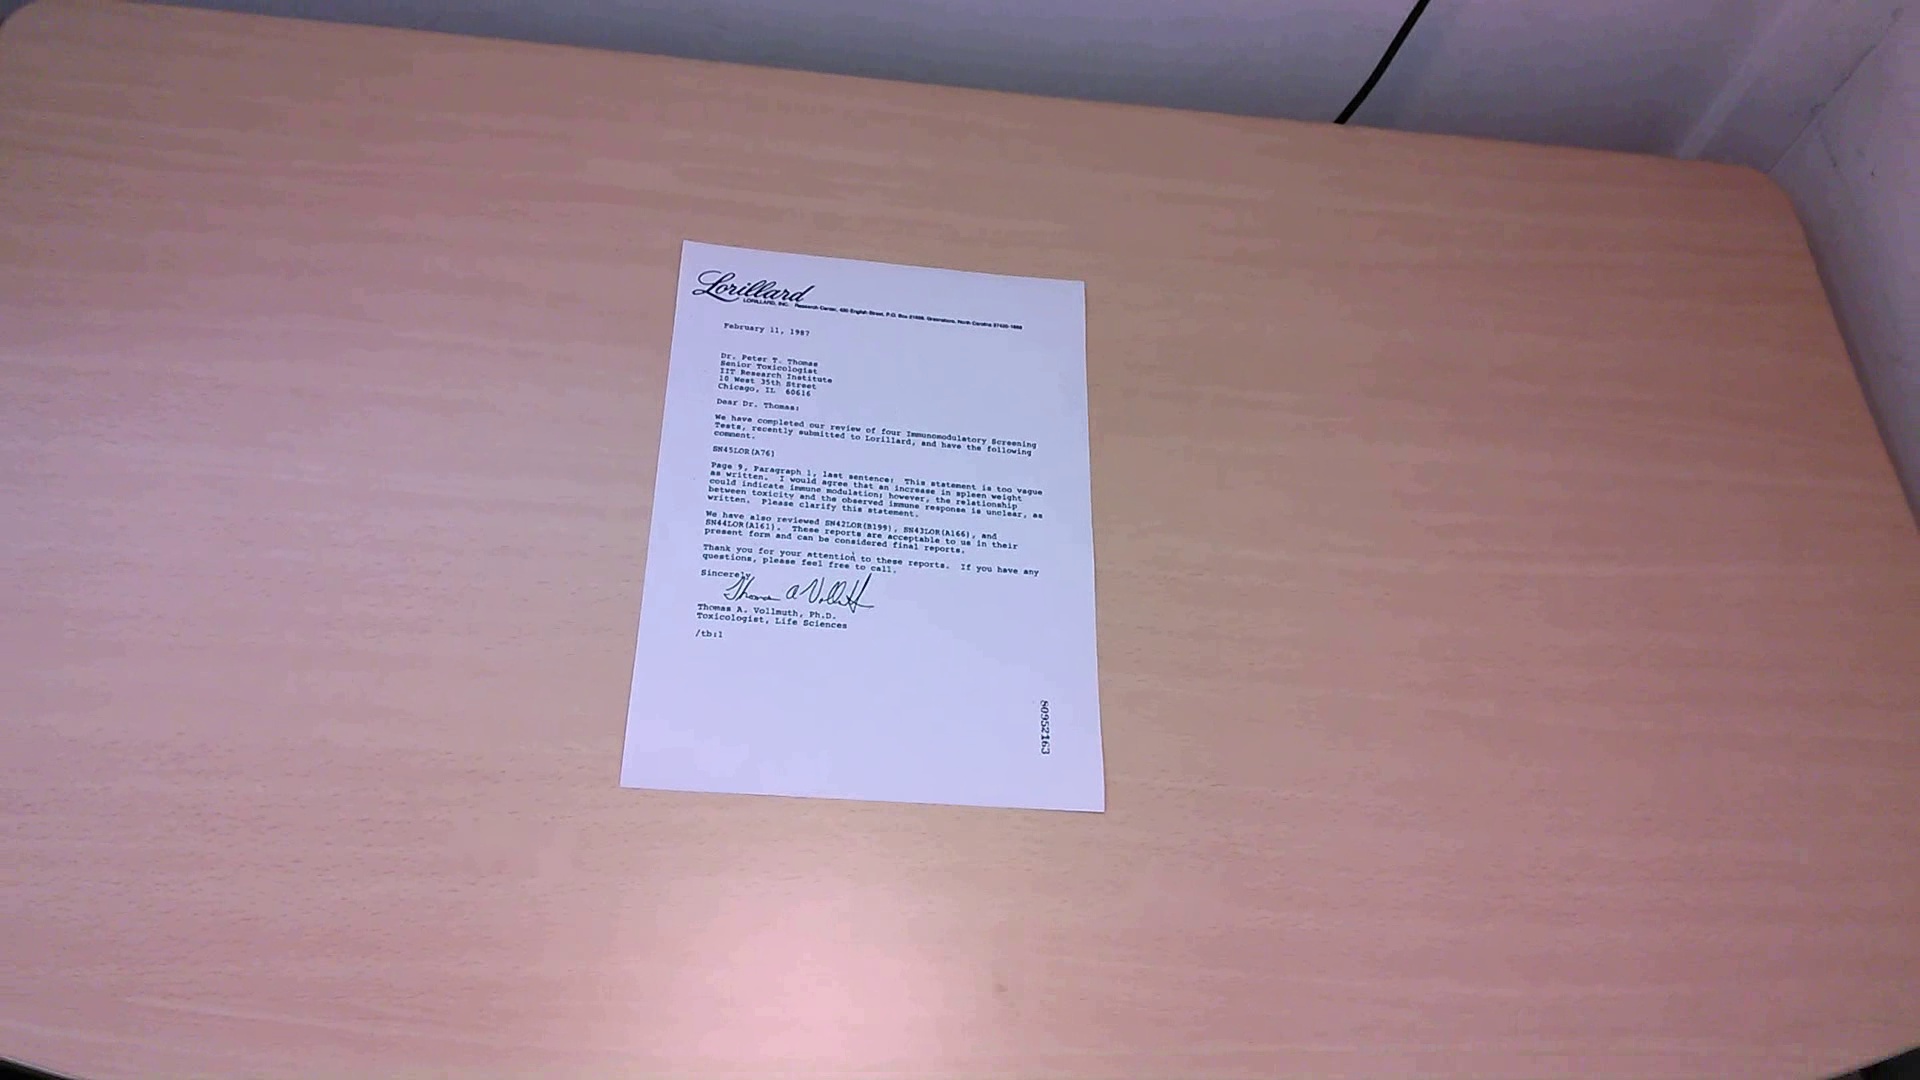 Lorillard
LORILLARD, INC. Research Center, 420 English Street, P.O. Box 21688, Greensboro, North Carolina 27420-1688
February 11, 1987
Dr. Peter T. Thomas
Senior Toxicologist
IIT Research Institute
10 West 35th Street
Chicago, IL 60616
Dear Dr. Thomas:
We have completed our review of four Immunomodulatory Screening
Tests, recently submitted to Lorillard, and have the following
comment.
SN45LOR(A76)
Page 9, Paragraph 1, last sentence: This statement is too vague
as written. I would agree that an increase in spleen weight
could indicate immune modulation; however, the relationship
between toxicity and the observed immune response is unclear, as
written. Please clarify this statement.
We have also reviewed SN42LOR(B199), SN43LOR(A166), and
SN44LOR(A161). These reports are acceptable to us in their
present form and can be considered final reports.
Thank you for your attention to these reports. If you have any
questions, please feel free to call.
Sincerely,
Thomas A Vollmuth
Thomas A. Vollmuth, Ph.D.
Toxicologist, Life Sciences
/tb:1
80952163